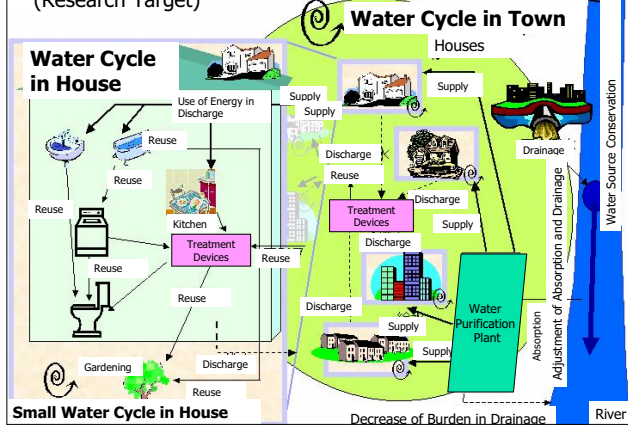 (Research Target)
Water Cycle in Town
Houses
Water Cycle
in House
Use of Energy in
Discharge
Supply
Supply
Supply
Reuse
Discharge
Reuse
Drainage
Reuse
Reuse
Kitchen
Treatment
Devices
Discharge
Supply
Treatment
Devices
Discharge
Reuse
Reuse
Reuse
Discharge
Water
Purification
Plant
Supply
Supply
Gardening
Discharge
Reuse
Small Water Cycle in House
Decrease of Burden in Drainage
River
Absorption
Adjustment of Absorption and Drainage
Water Source Conservation